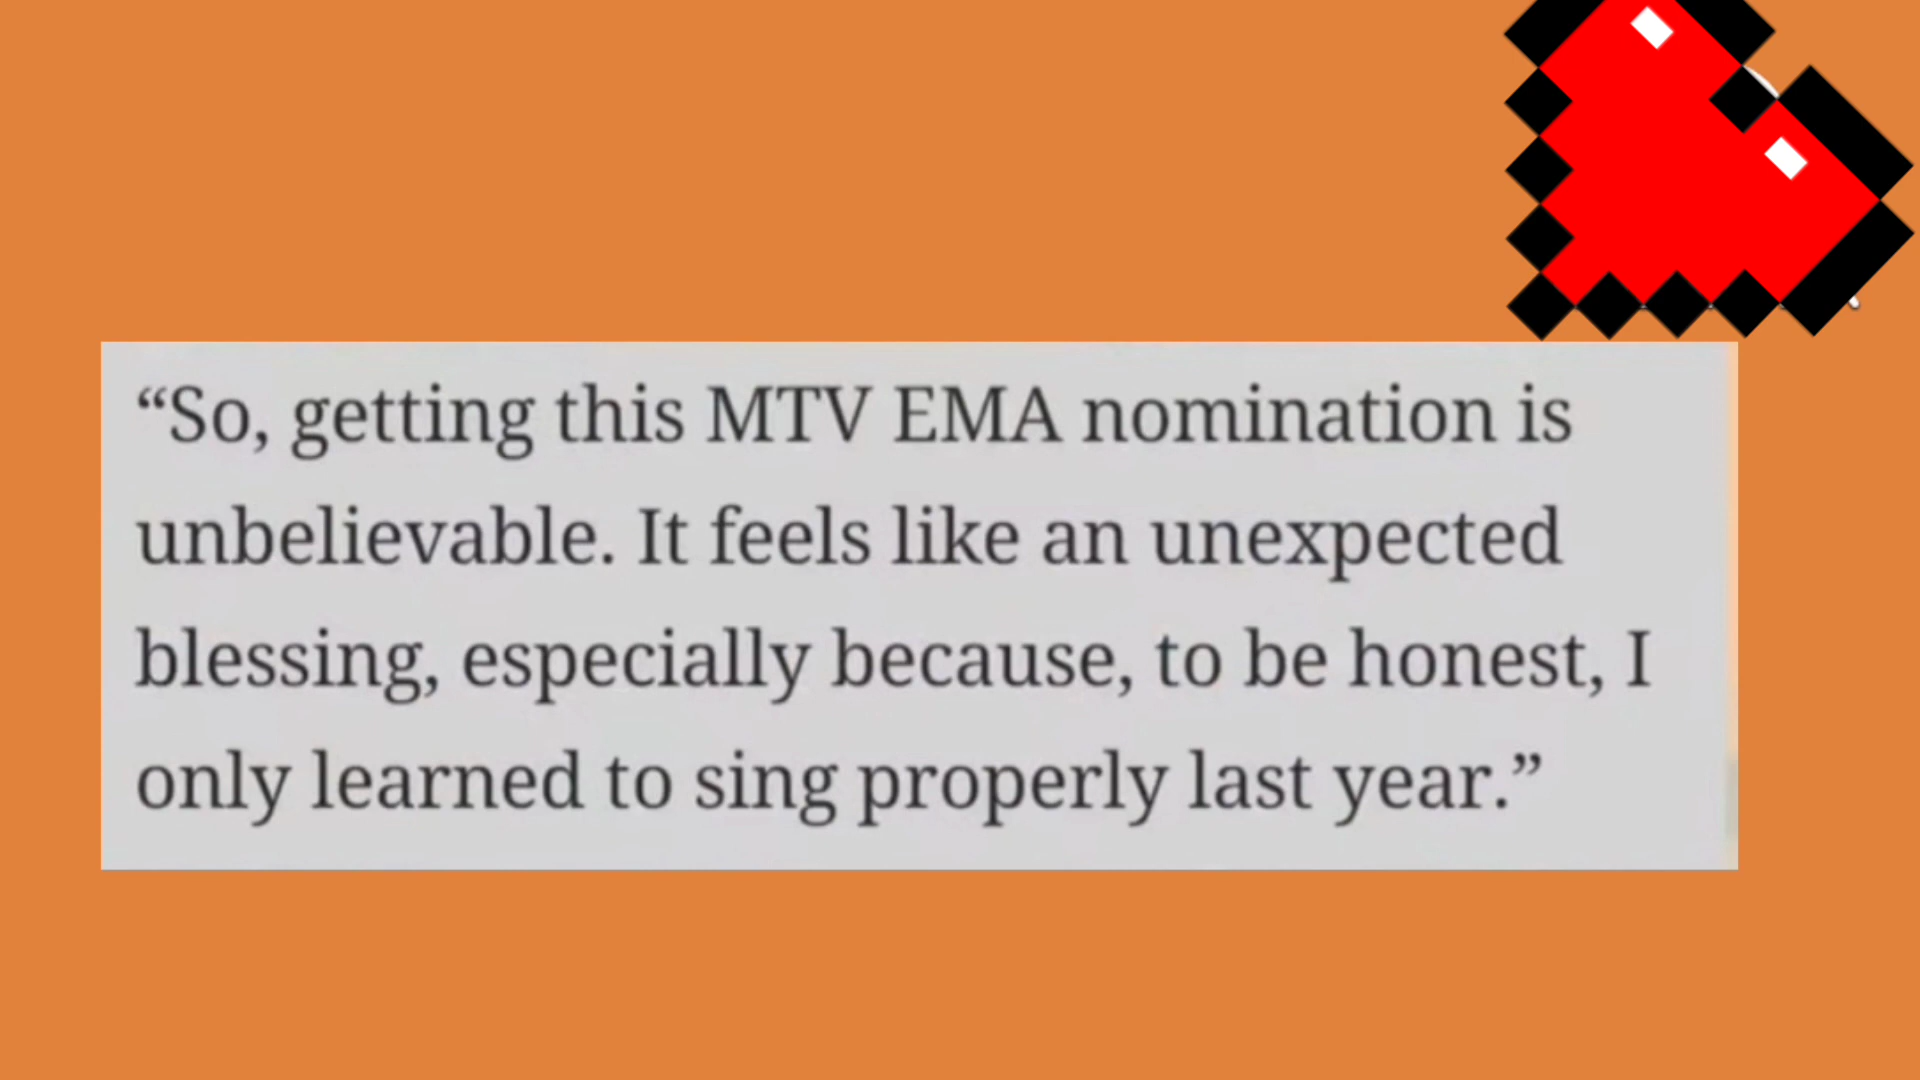 “So, getting this MTV EMA nomination is
unbelievable. It feels like an unexpected
blessing, especially because, to be honest, I
only learned to sing properly last year.”